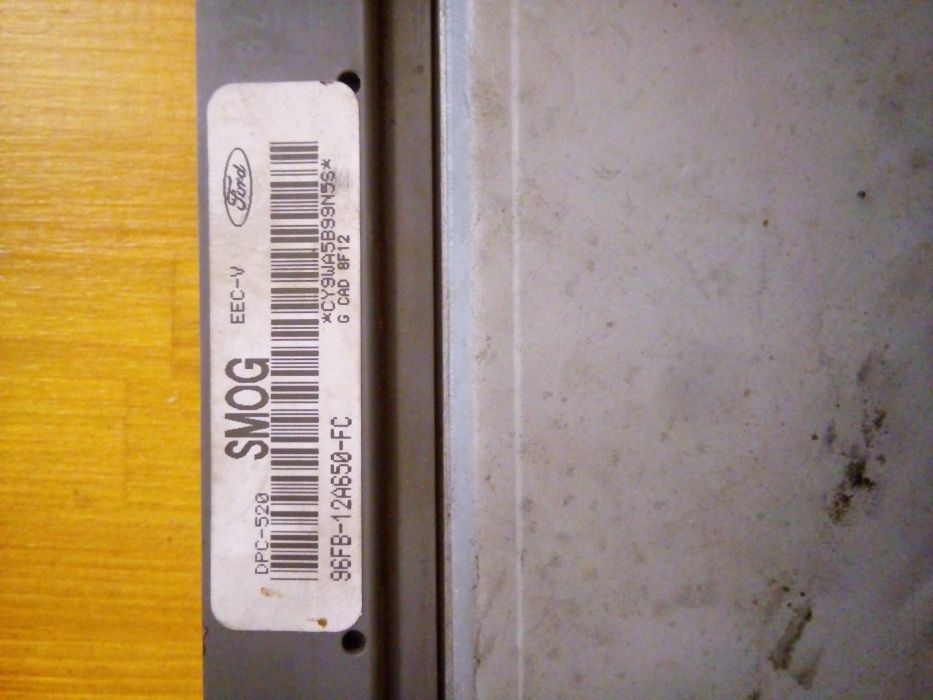 DPC-520 SMOG EEC-V Ford
*CY9WA5B99N5S*
96FB-12A650-FC G CAD 8F12